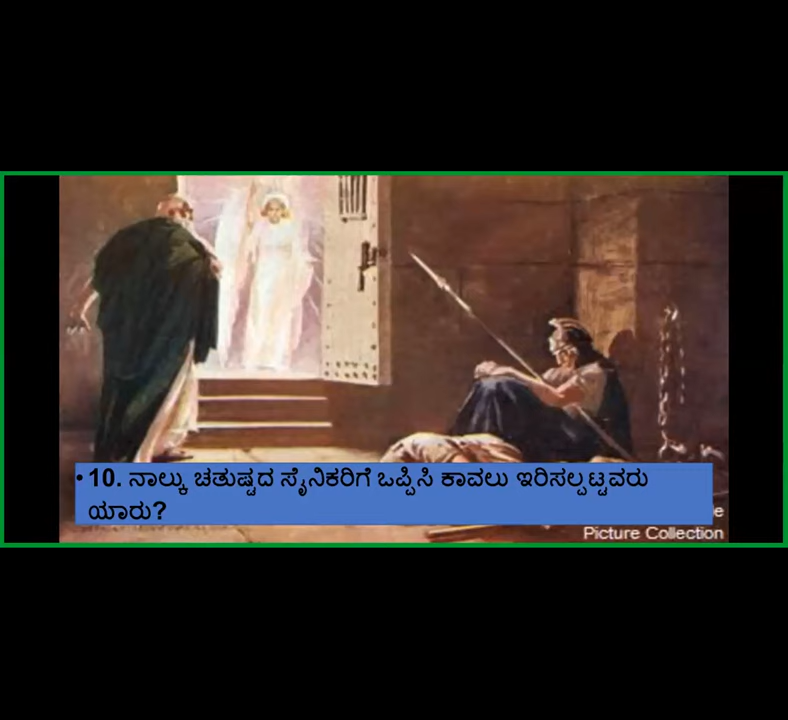 • 10. ನಾಲ್ಕು ಚತುಷ್ಟದ ಸೈನಿಕರಿಗೆ ಒಪ್ಪಿಸಿ ಕಾವಲು ಇರಿಸಲ್ಪಟ್ಟವರು
ಯಾರು?
Picture Collection